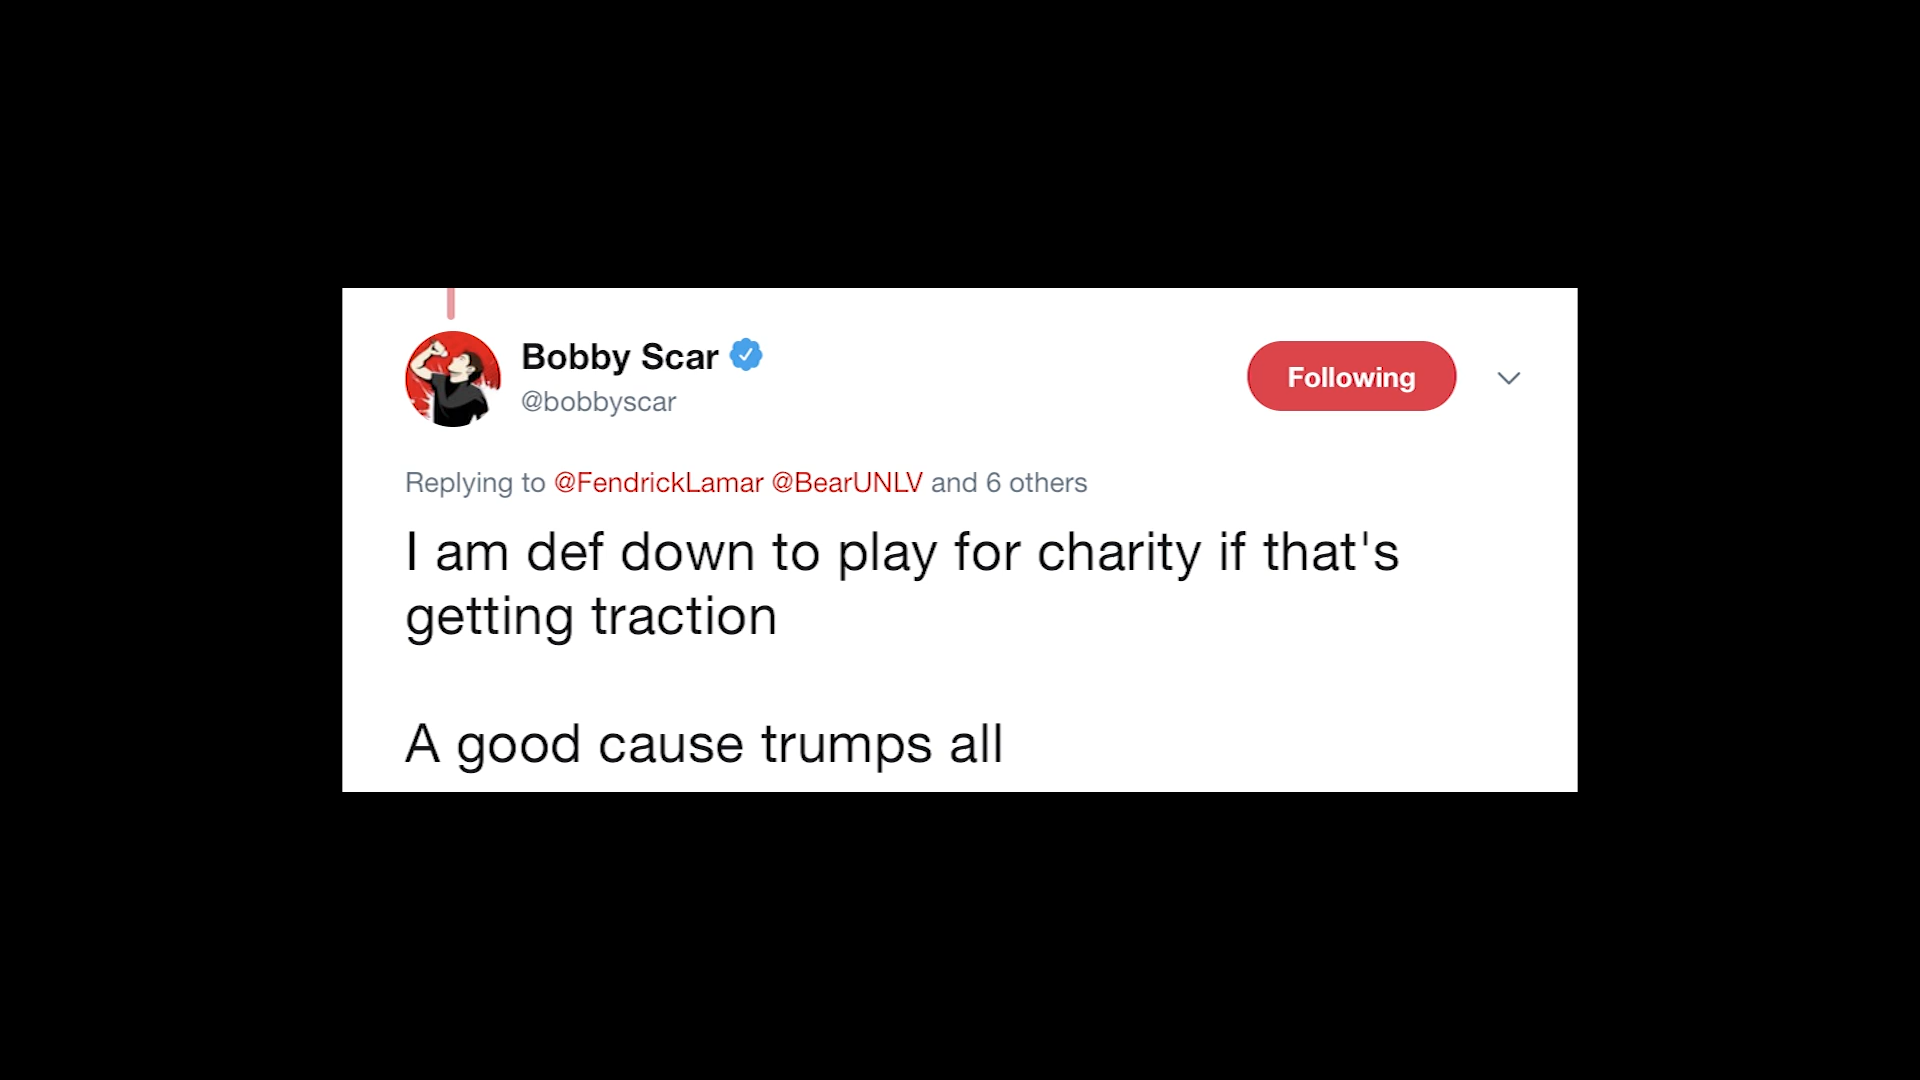 Bobby Scar
@bobbyscar
Following
Replying to @FendrickLamar @BearUNLV and 6 others
I am def down to play for charity if that's
getting traction
A good cause trumps all